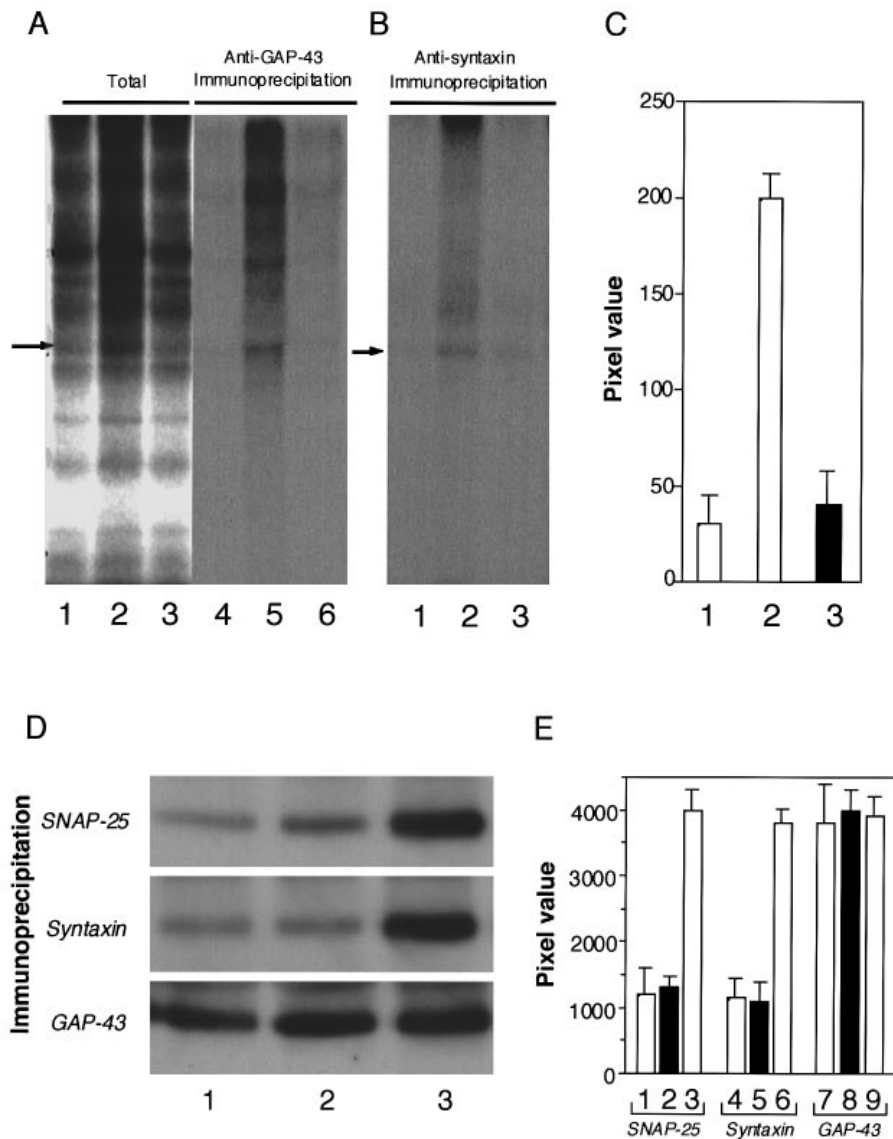 A
Total
Anti-GAP-43
Immunoprecipitation
1 2 3 4 5 6
B
Anti-syntaxin
Immunoprecipitation
1 2 3
C
Pixel value
250
200
150
100
50
0
1 2 3
D
Immunoprecipitation
SNAP-25
Syntaxin
GAP-43
1 2 3
E
Pixel value
4000
3000
2000
1000
0
1 2 3 4 5 6 7 8 9
SNAP-25 Syntaxin GAP-43